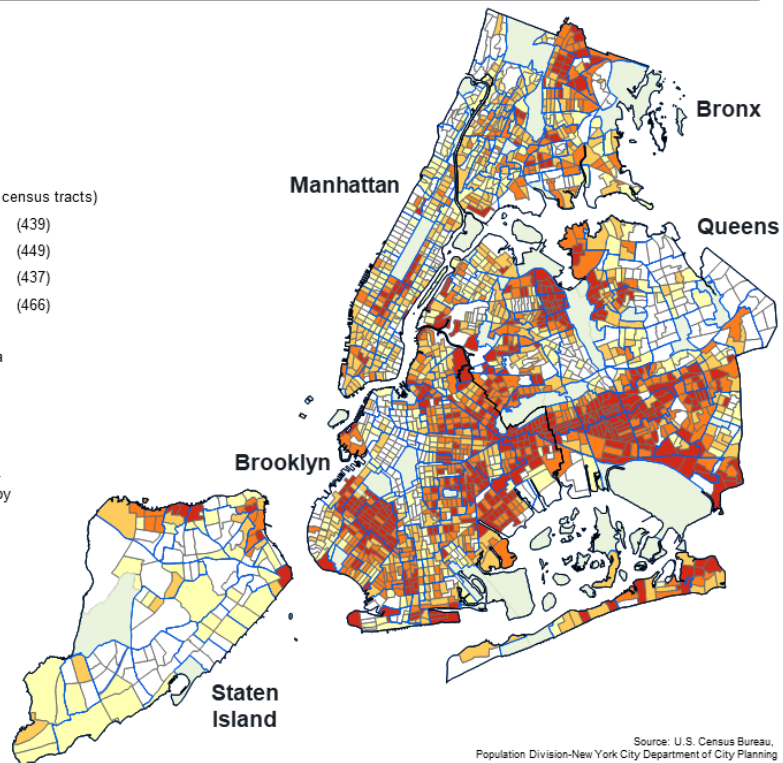 Bronx
Manhattan
census tracts)
(439)
Queens
(449)
(437)
(466)
Brooklyn
Staten
Island
Source: U.S. Census Bureau,
Population Division-New York City Department of City Planning